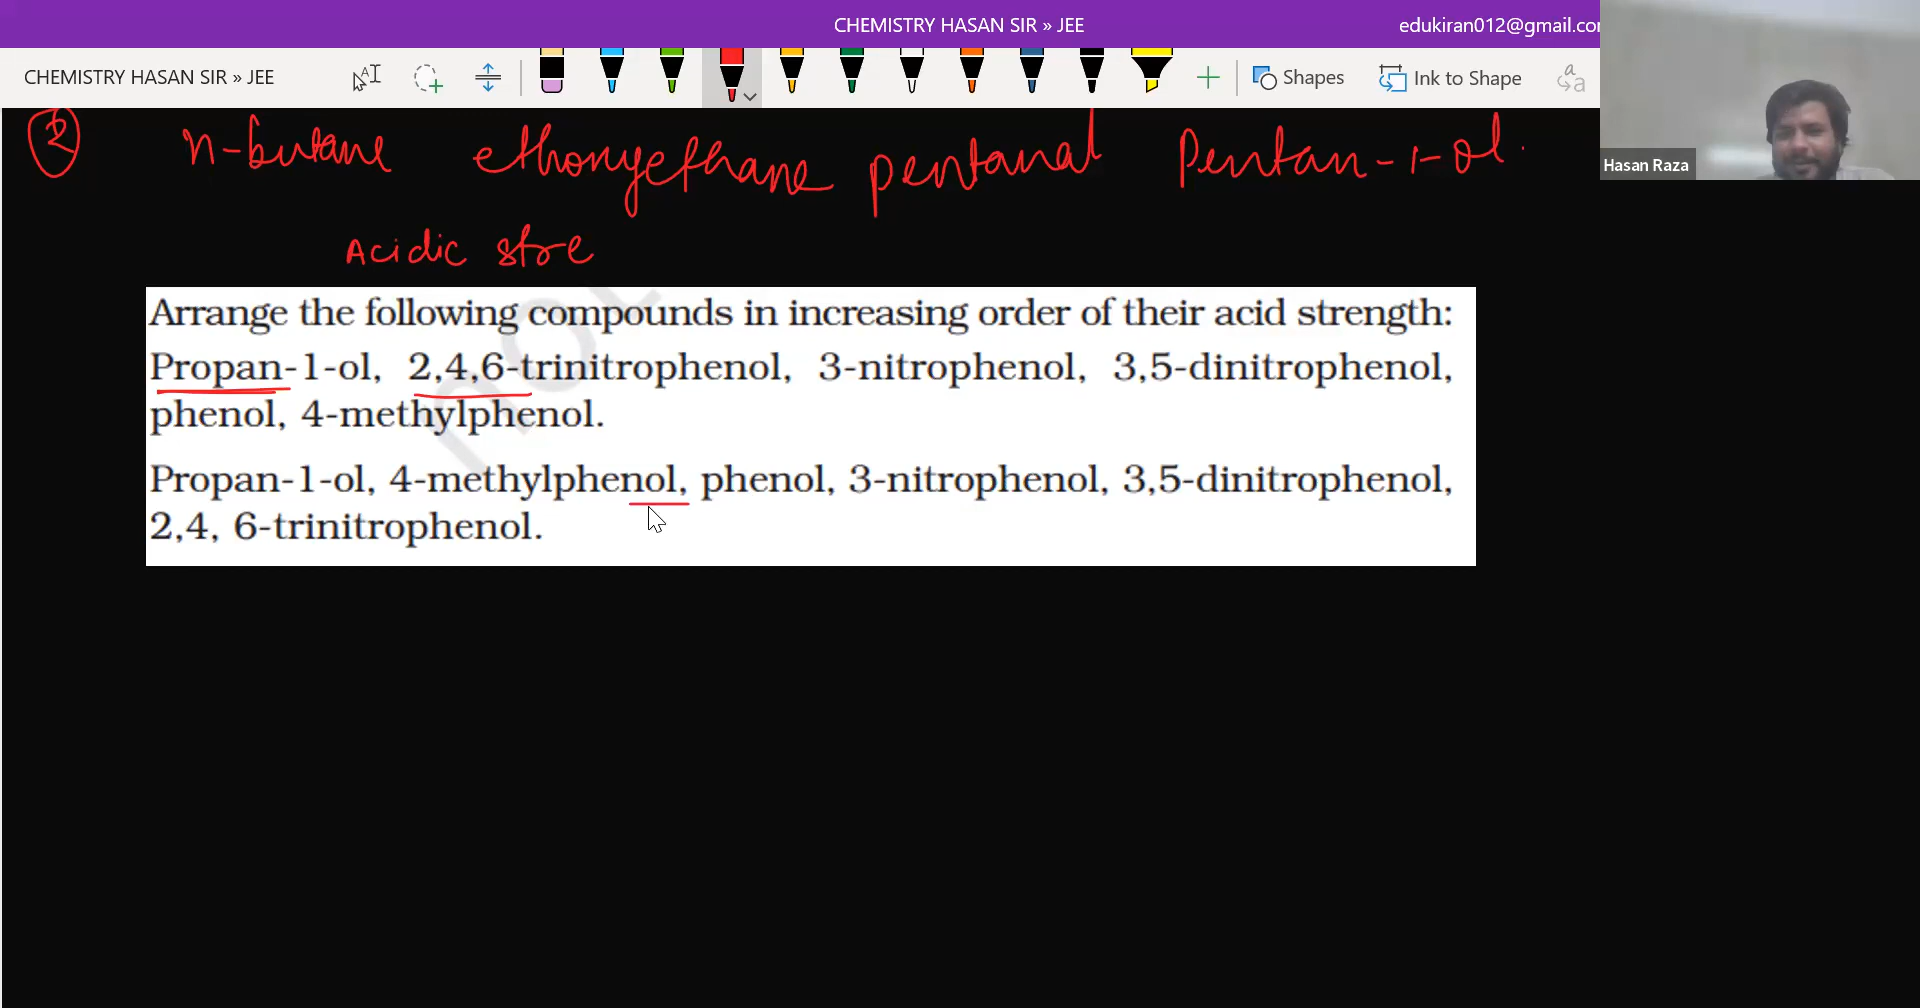 CHEMISTRY HASAN SIR » JEE
edukiran012@gmail.co
CHEMISTRY HASAN SIR » JEE
Shapes
Ink to Shape
Hasan Raza
2 n-butane ethoxyethane pentanal Pentan-1-ol.
Acidic stre
Arrange the following compounds in increasing order of their acid strength:
Propan-1-ol, 2,4,6-trinitrophenol, 3-nitrophenol, 3,5-dinitrophenol,
phenol, 4-methylphenol.
Propan-1-ol, 4-methylphenol, phenol, 3-nitrophenol, 3,5-dinitrophenol,
2,4, 6-trinitrophenol.